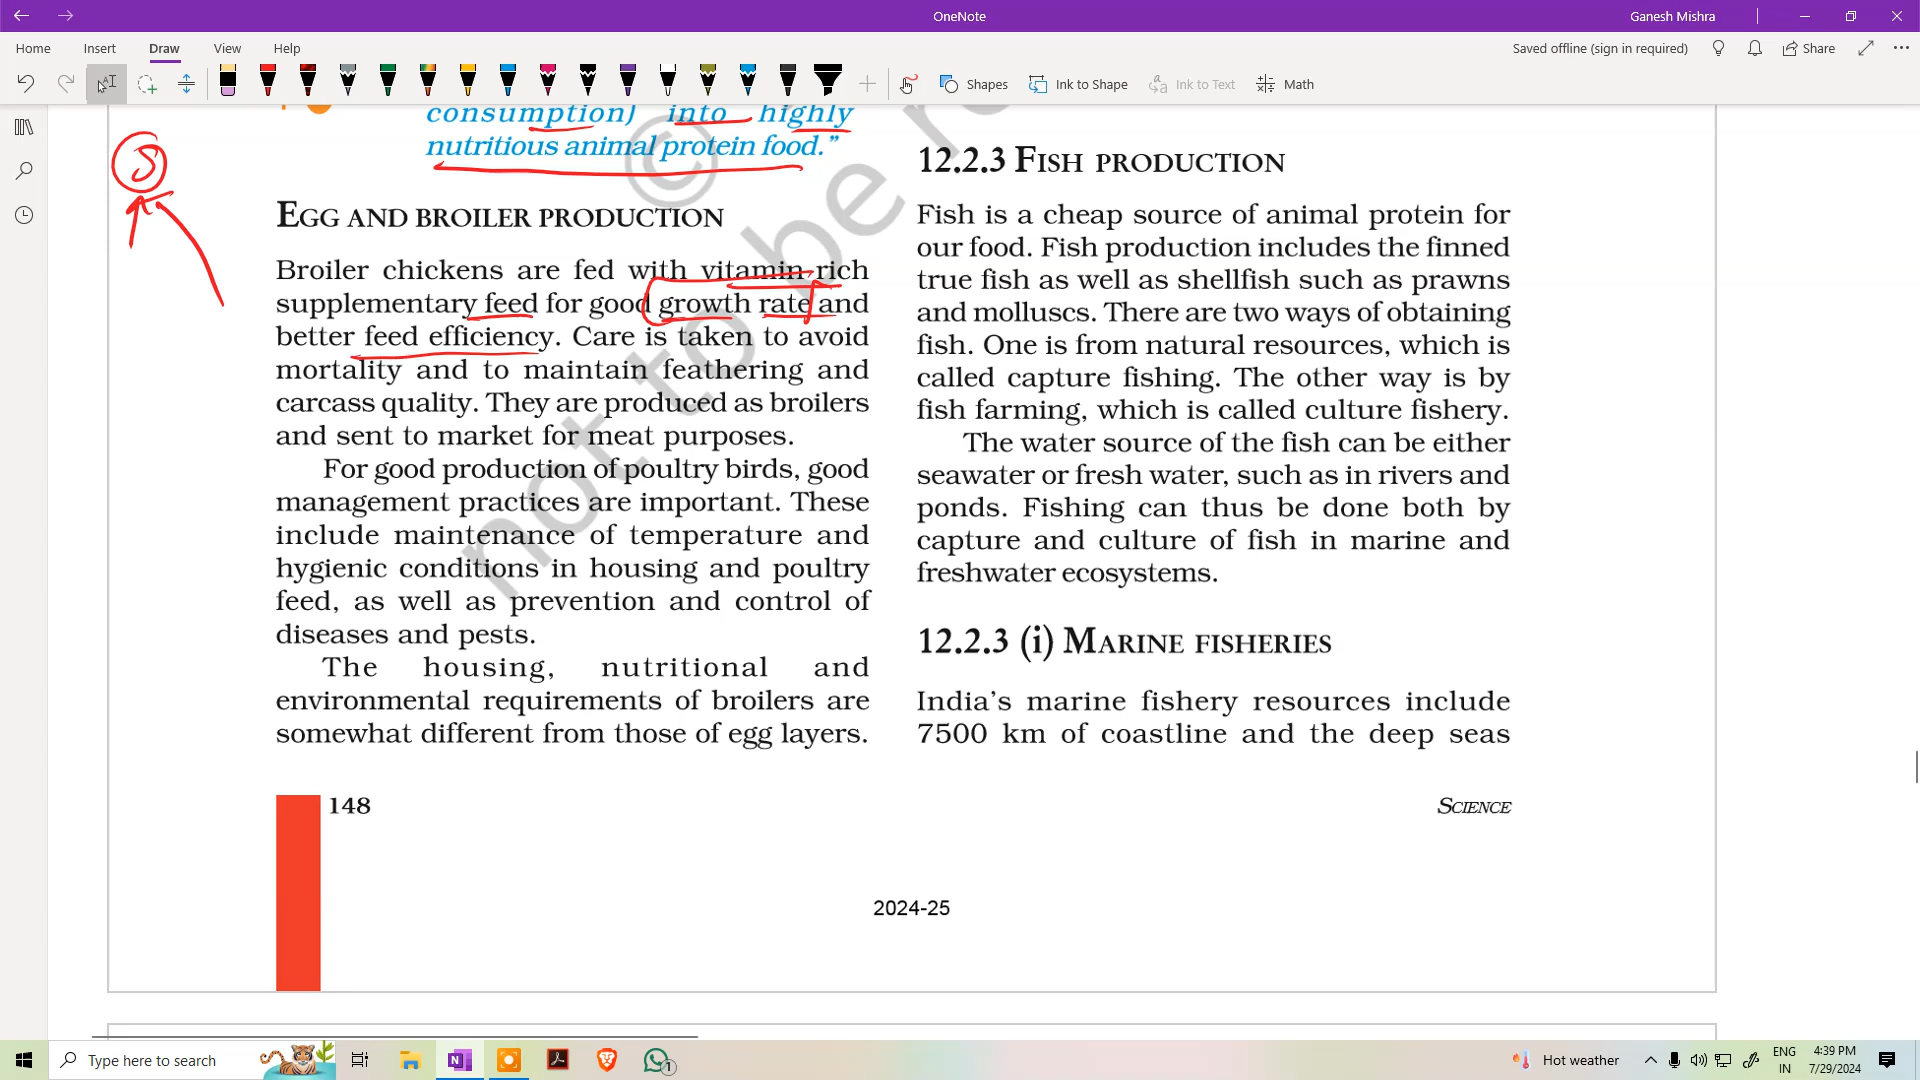 OneNote
Ganesh Mishra
Home Insert Draw View Help
Saved offline (sign in required)
Share
Shapes
Ink to Shape
Ink to Text
Math
consumption) into highly
nutritious animal protein food.”
S
EGG AND BROILER PRODUCTION
Broiler chickens are fed with vitamin rich
supplementary feed for good growth rate and
better feed efficiency. Care is taken to avoid
mortality and to maintain feathering and
carcass quality. They are produced as broilers
and sent to market for meat purposes.
For good production of poultry birds, good
management practices are important. These
include maintenance of temperature and
hygienic conditions in housing and poultry
feed, as well as prevention and control of
diseases and pests.
The housing, nutritional and
environmental requirements of broilers are
somewhat different from those of egg layers.
12.2.3 FISH PRODUCTION
Fish is a cheap source of animal protein for
our food. Fish production includes the finned
true fish as well as shellfish such as prawns
and molluscs. There are two ways of obtaining
fish. One is from natural resources, which is
called capture fishing. The other way is by
fish farming, which is called culture fishery.
The water source of the fish can be either
seawater or fresh water, such as in rivers and
ponds. Fishing can thus be done both by
capture and culture of fish in marine and
freshwater ecosystems.
12.2.3 (i) MARINE FISHERIES
India’s marine fishery resources include
7500 km of coastline and the deep seas
© not to be re
148
SCIENCE
2024-25
Type here to search
1
Hot weather
ENG
IN
4:39 PM
7/29/2024